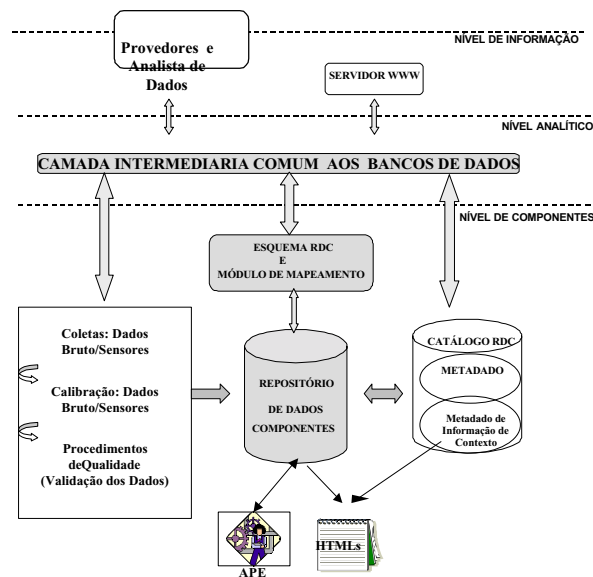 NÍVEL DE INFORMAÇÃO
Provedores e
Analista de
Dados
SERVIDOR WWW
NÍVEL ANALÍTICO
CAMADA INTERMEDIARIA COMUM AOS BANCOS DE DADOS
NÍVEL DE COMPONENTES
ESQUEMA RDC
E
MÓDULO DE MAPEAMENTO
Coletas: Dados
Bruto/Sensores
Calibração: Dados
Bruto/Sensores
Procedimentos
deQualidade
(Validação dos Dados)
REPOSITÓRIO
DE DADOS
COMPONENTES
CATÁLOGO RDC
METADADO
Metadado de
Informação de
Contexto
APE
HTMLs